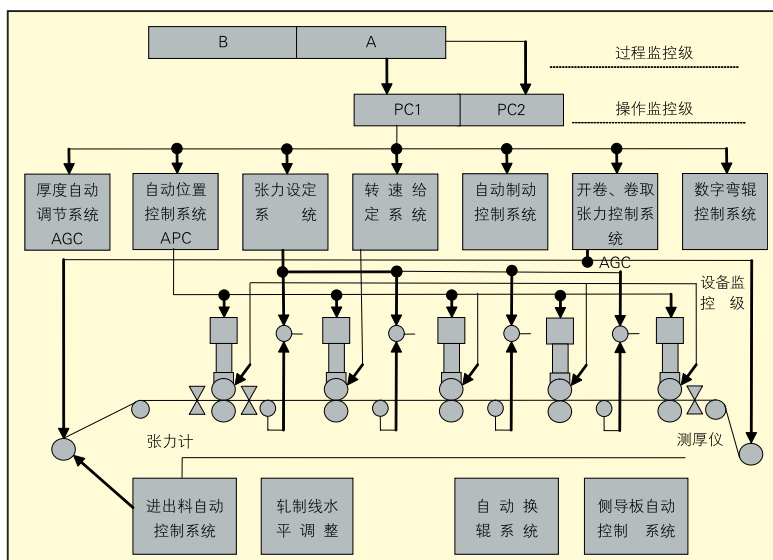 B
A
过程监控级
PC1
PC2
操作监控级
厚度自动
调节系统
AGC
自动位置
控制系统
APC
张力设定
系 统
转 速 给
定 系 统
自动制动
控制系统
开卷、卷取
张力控制系
统
AGC
数字弯辊
控制系统
设备监
控 级
张力计
测厚仪
进出料自动
控制系统
轧制线水
平 调 整
自 动 换
辊 系 统
侧导板自动
控制 系统